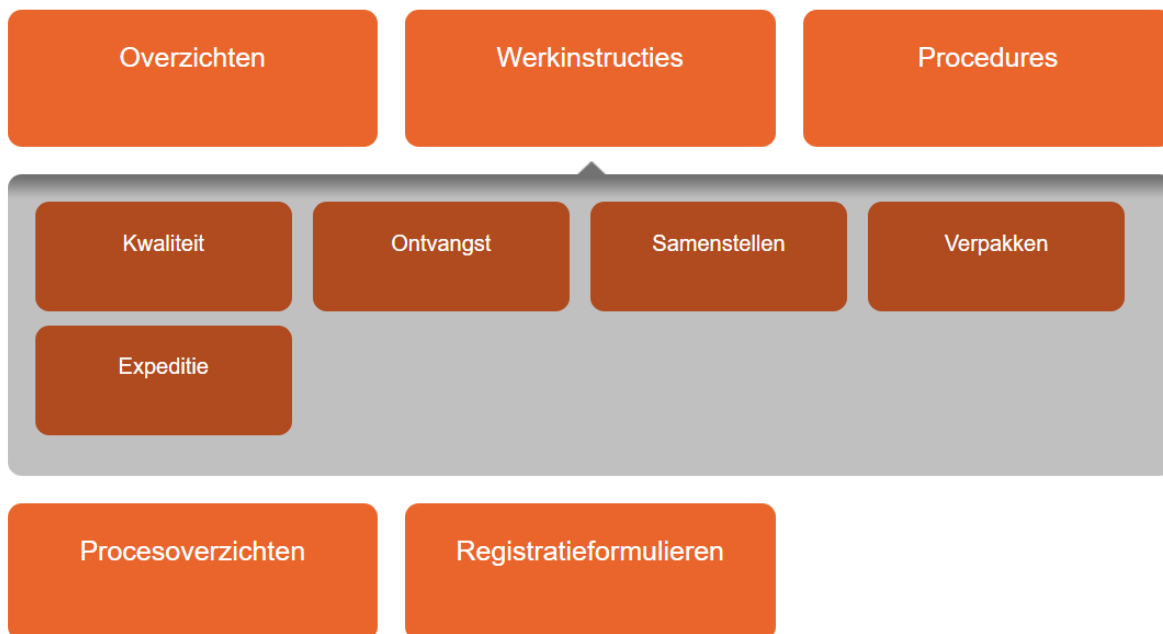 Overzichten
Werkinstructies
Procedures
Kwaliteit
Ontvangst
Samenstellen
Verpakken
Expeditie
Procesoverzichten
Registratieformulieren